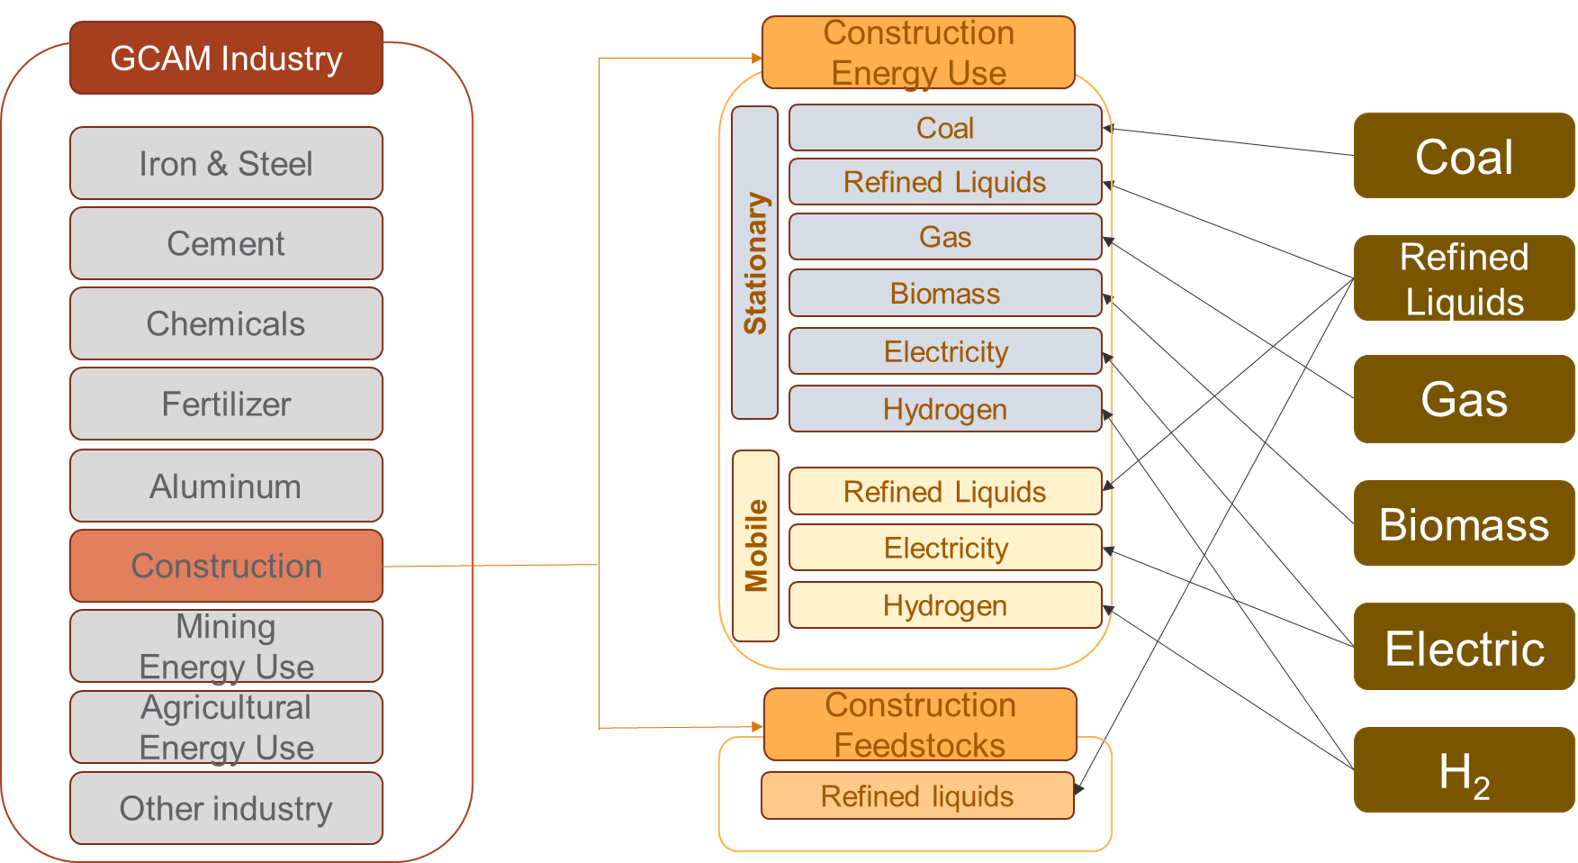 GCAM Industry
Iron & Steel
Cement
Chemicals
Fertilizer
Aluminum
Construction
Mining
Energy Use
Agricultural
Energy Use
Other industry
Construction
Energy Use
Stationary
Coal
Refined Liquids
Gas
Biomass
Electricity
Hydrogen
Mobile
Refined Liquids
Electricity
Hydrogen
Construction
Feedstocks
Refined liquids
Coal
Refined
Liquids
Gas
Biomass
Electric
H₂